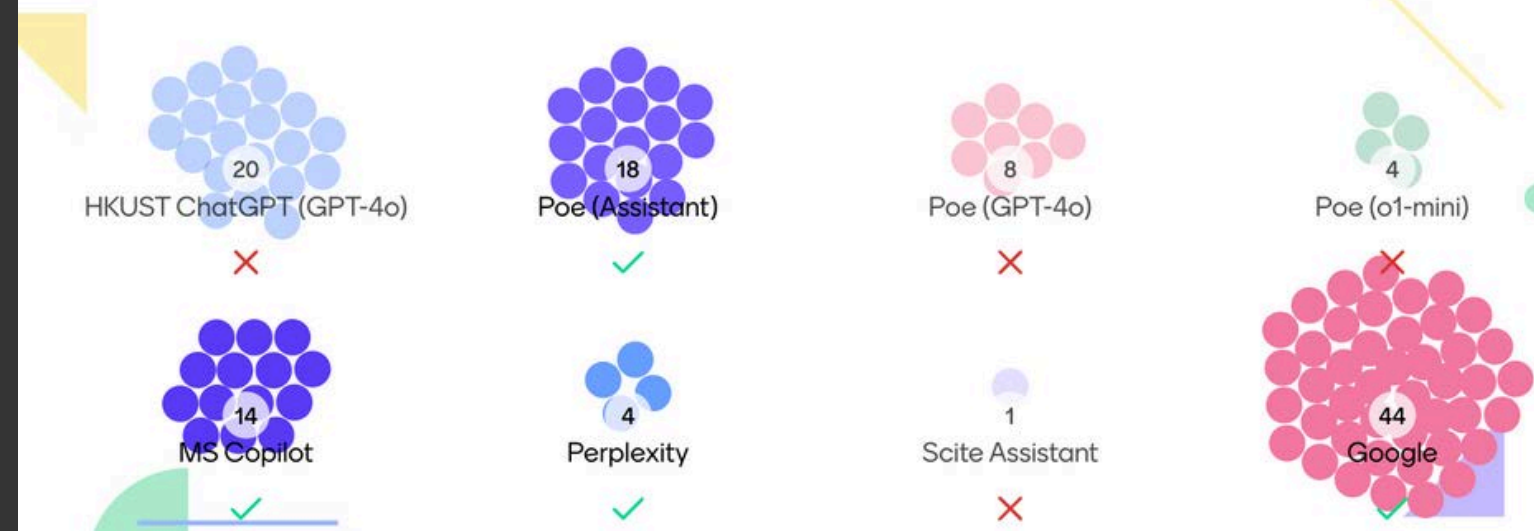 20 18 8 4
HKUST ChatGPT (GPT-4o) Poe (Assistant) Poe (GPT-4o) Poe (o1-mini)
14 4 1 44
MS Copilot Perplexity Scite Assistant Google